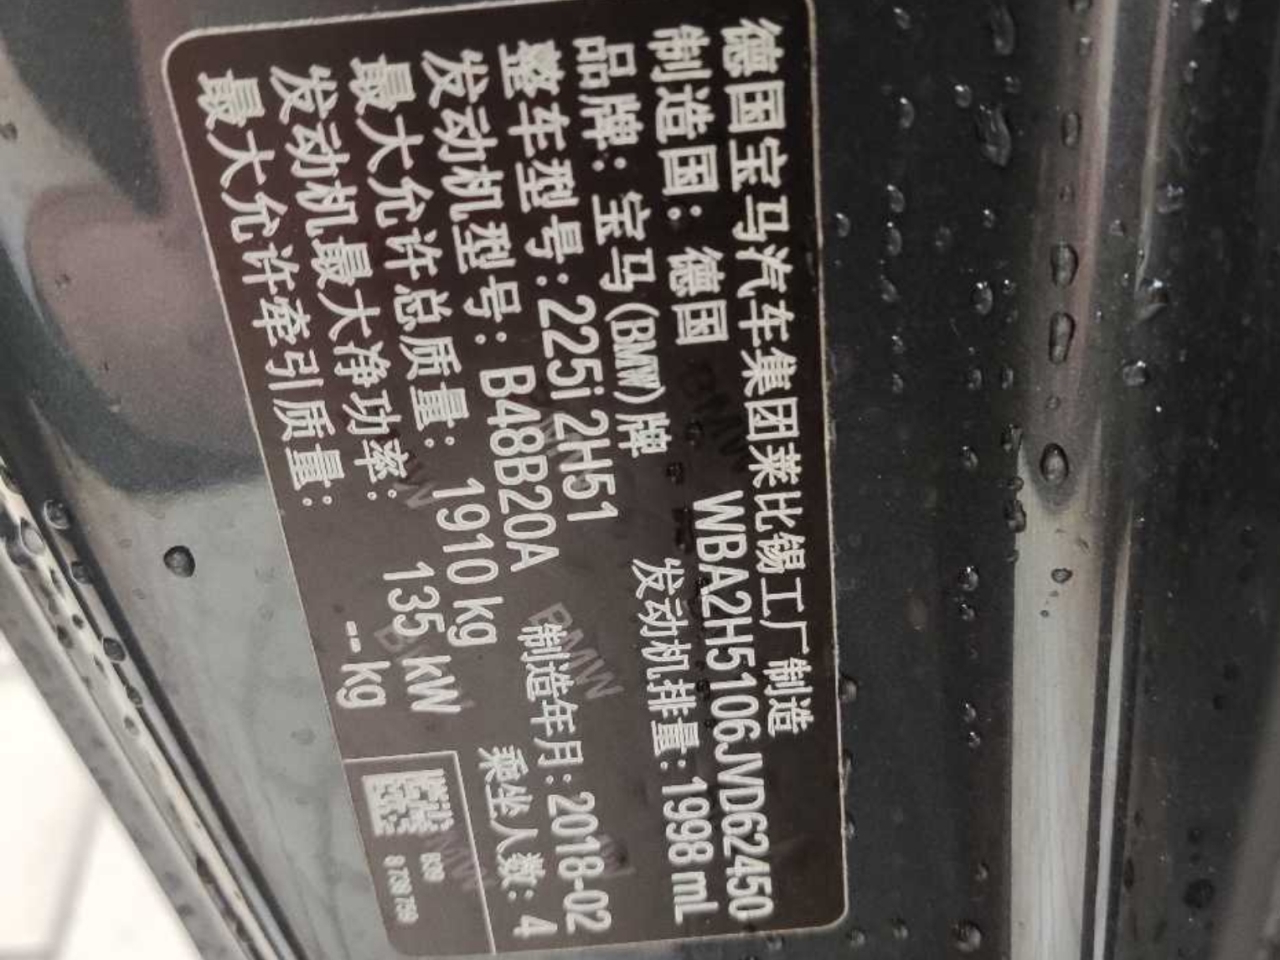 德国宝马汽车集团莱比锡工厂制造
制造国：德国 WBA2H5106JVD62450
品牌：宝马(BMW)牌 发动机排量：1998 mL
整车型号：225i 2H51
发动机型号：B48B20A 制造年月：2018-02
最大允许总质量：1910 kg 乘坐人数：4
发动机最大净功率：135 kW
最大允许牵引质量：-- kg